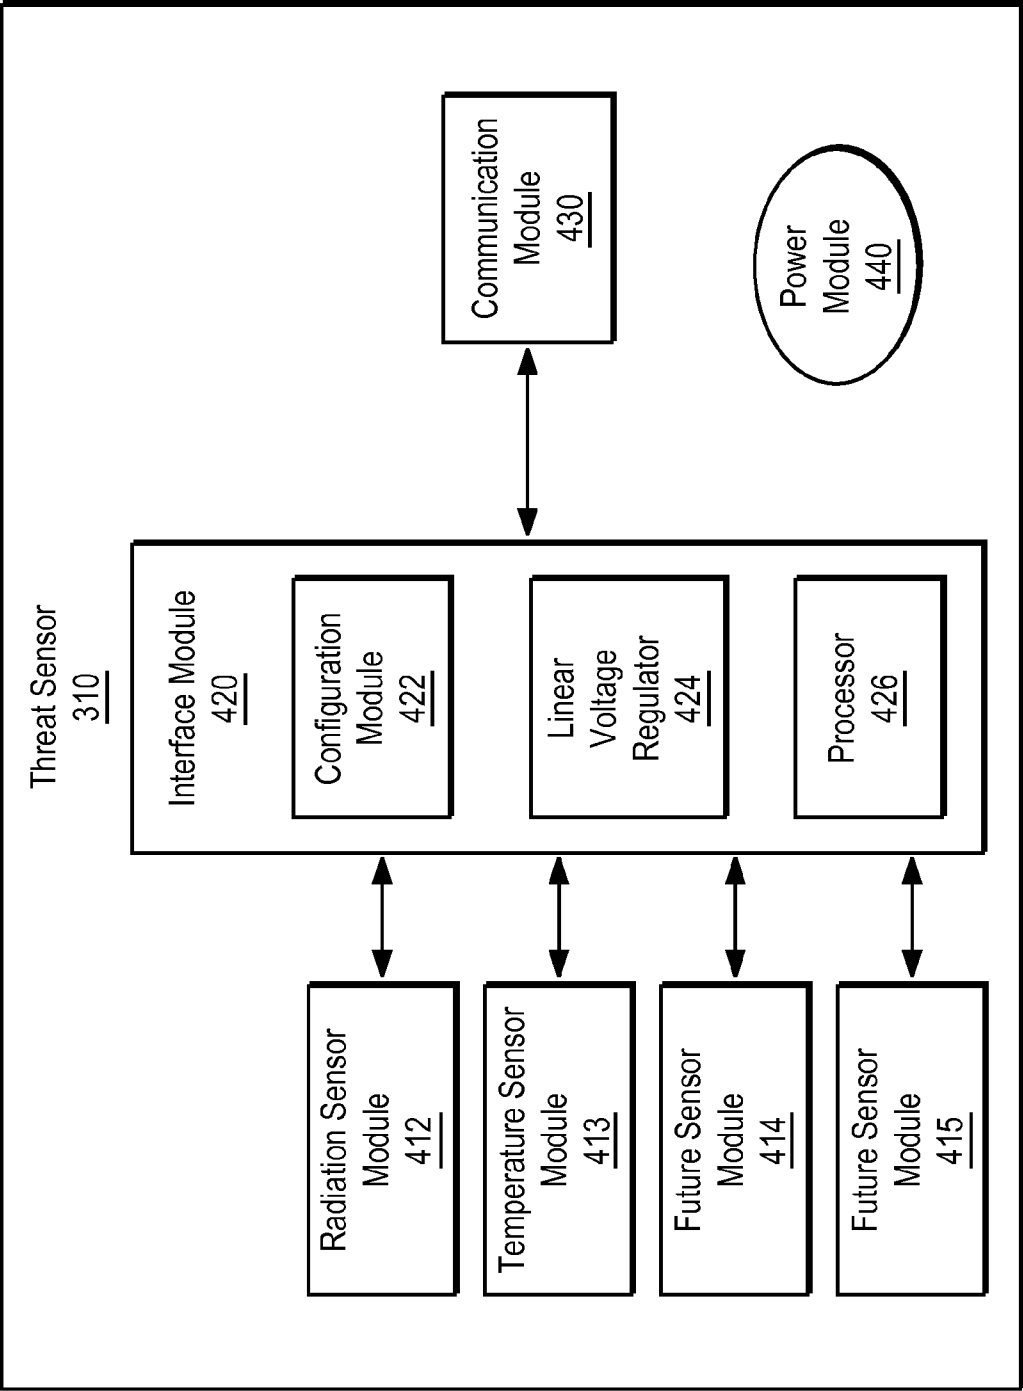 Threat Sensor
310
Radiation Sensor
Module
412
Temperature Sensor
Module
413
Future Sensor
Module
414
Future Sensor
Module
415
Interface Module
420
Configuration
Module
422
Linear
Voltage
Regulator
424
Processor
426
Communication
Module
430
Power
Module
440